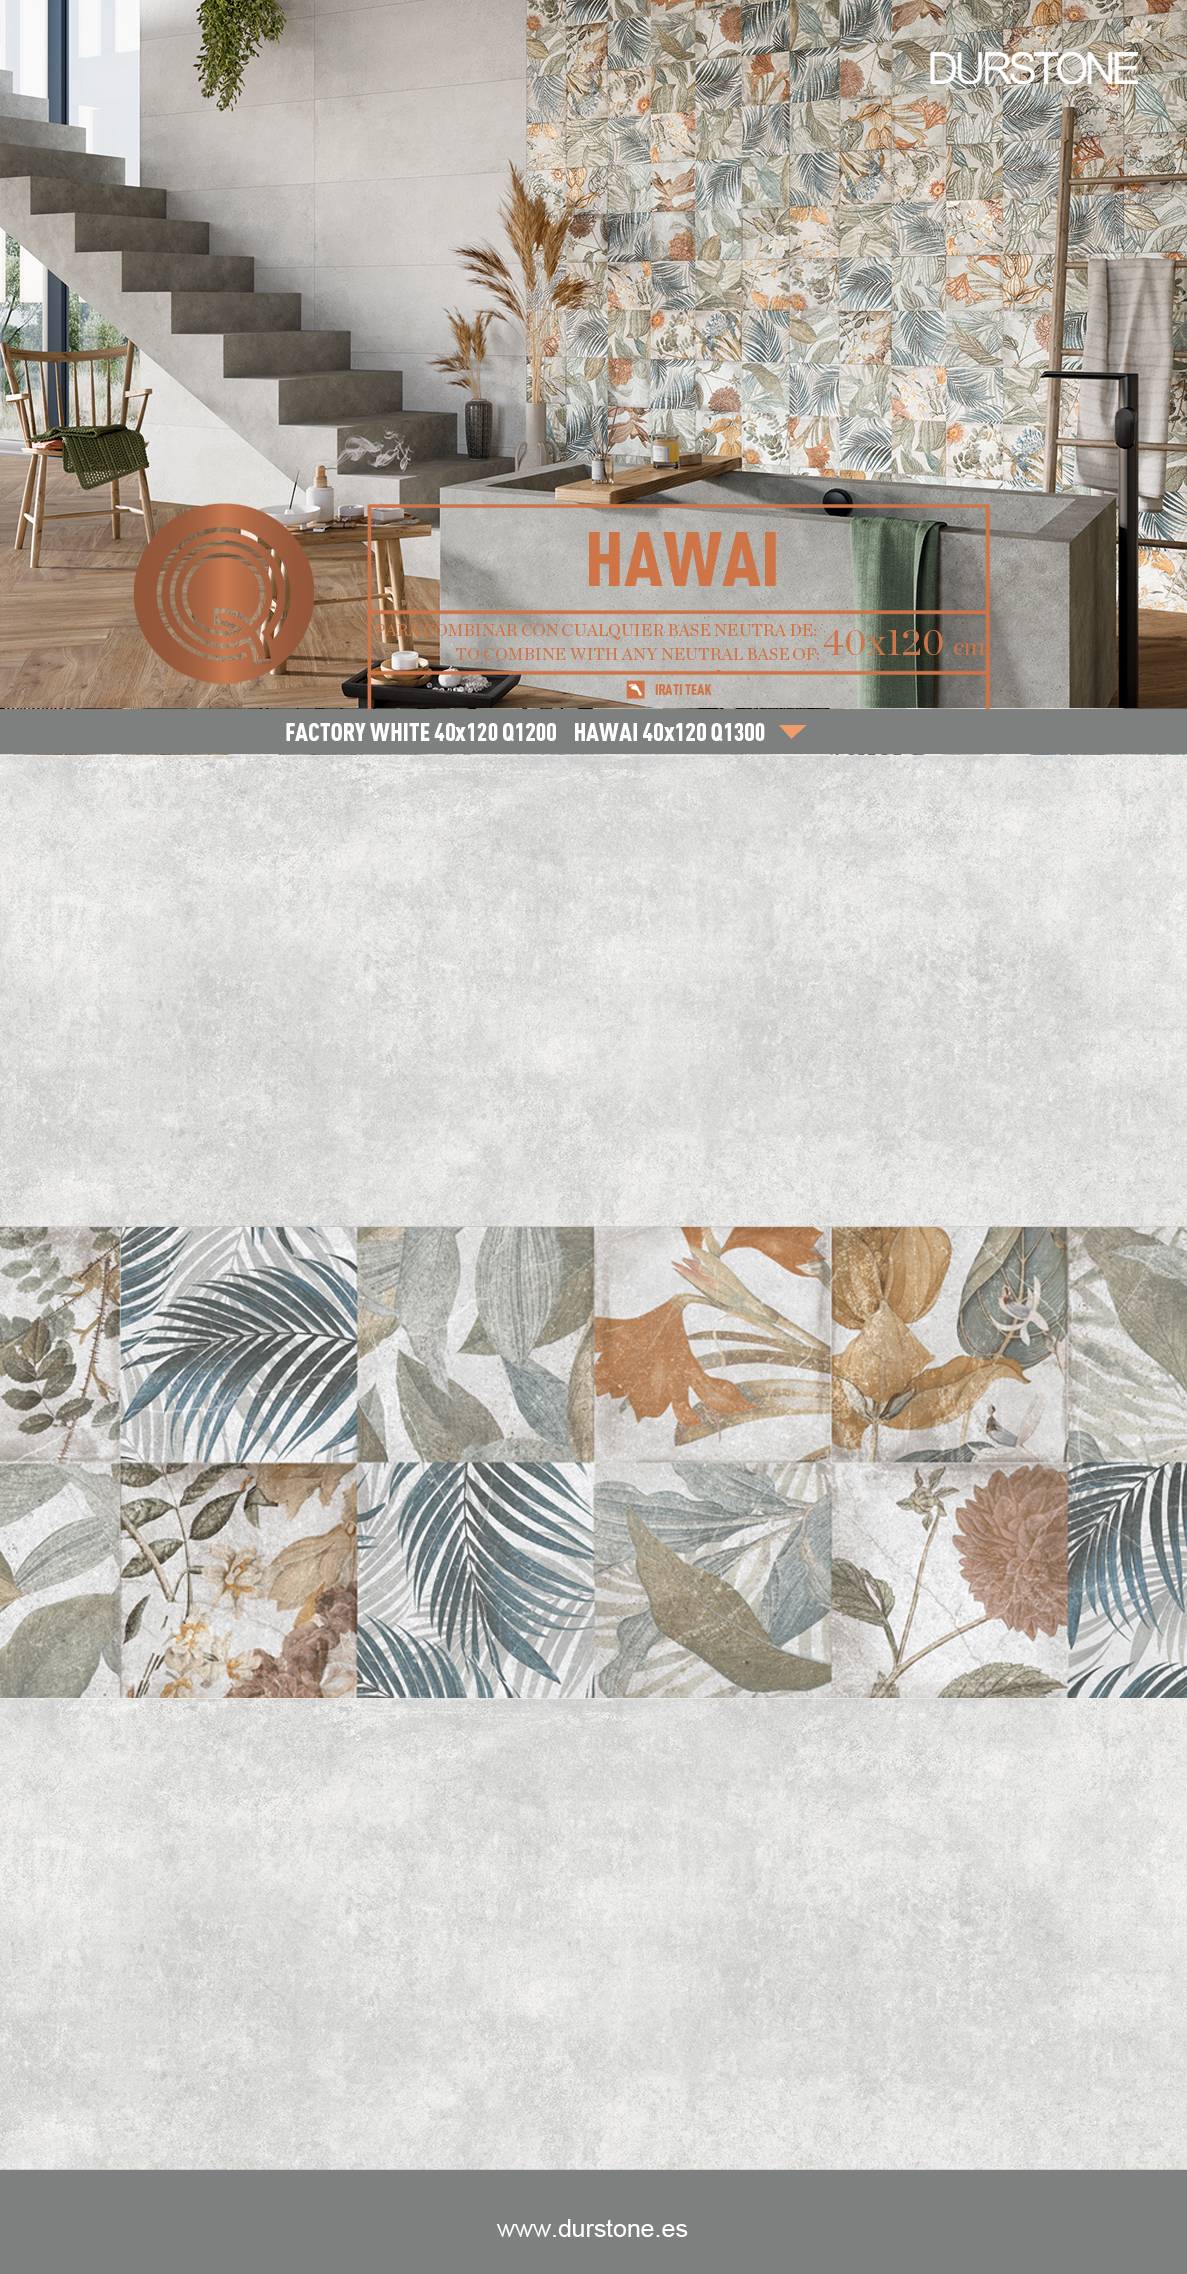 DURSTONE
HAWAI
PARA COMBINAR CON CUALQUIER BASE NEUTRA DE:
TO COMBINE WITH ANY NEUTRAL BASE OF:
40x120 cm
IRATI TEAK
FACTORY WHITE 40x120 Q1200 HAWAI 40x120 Q1300
www.durstone.es